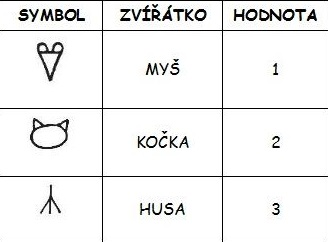 SYMBOL ZVÍŘÁTKO HODNOTA
MYŠ 1
KOČKA 2
HUSA 3